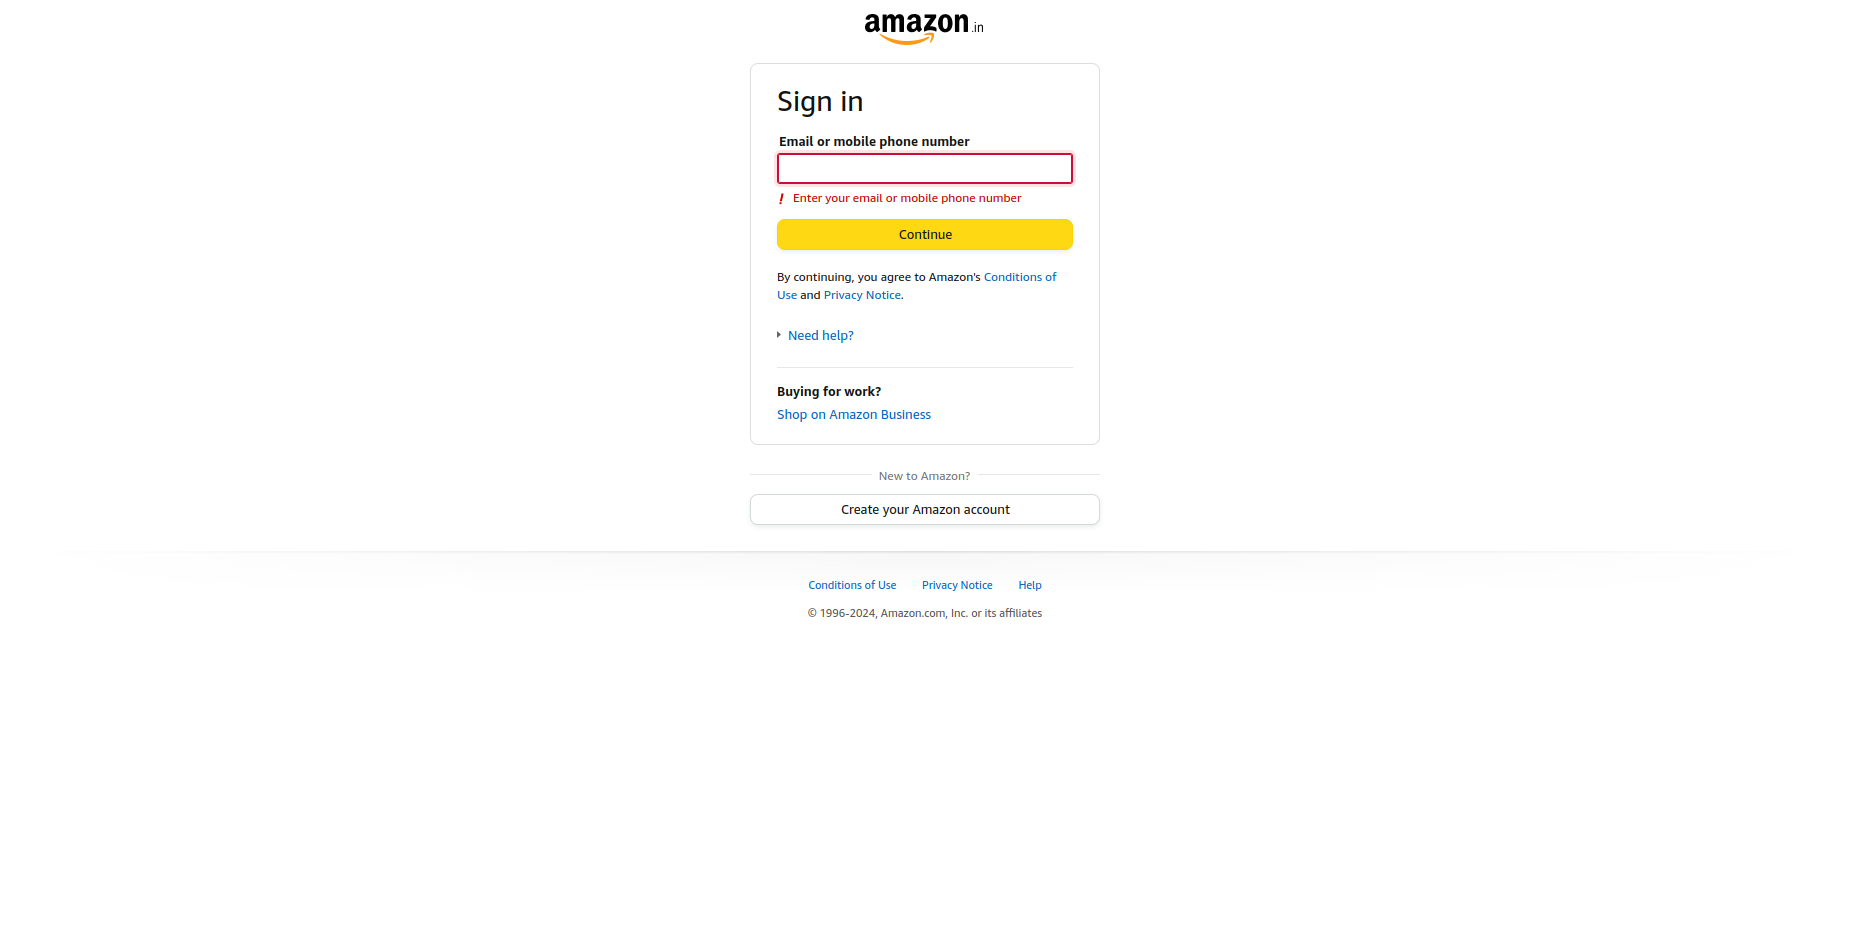 amazon.in
Sign in
Email or mobile phone number
! Enter your email or mobile phone number
Continue
By continuing, you agree to Amazon's Conditions of
Use and Privacy Notice.
Need help?
Buying for work?
Shop on Amazon Business
New to Amazon?
Create your Amazon account
Conditions of Use Privacy Notice Help
© 1996-2024, Amazon.com, Inc. or its affiliates